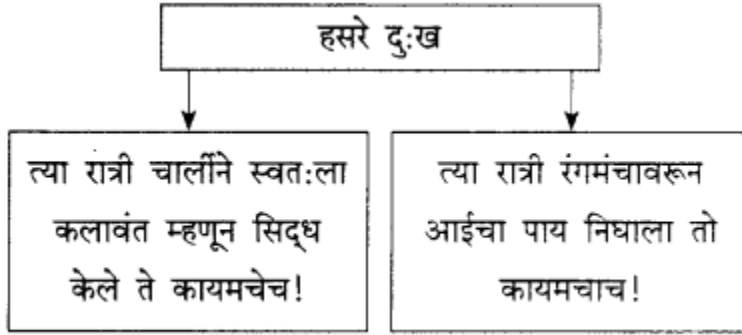 हसरे दुःख
त्या रात्री चार्लीने स्वतःला
कलावंत म्हणून सिद्ध
केले ते कायमचेच!
त्या रात्री रंगमंचावरून
आईचा पाय निघाला तो
कायमचाच!